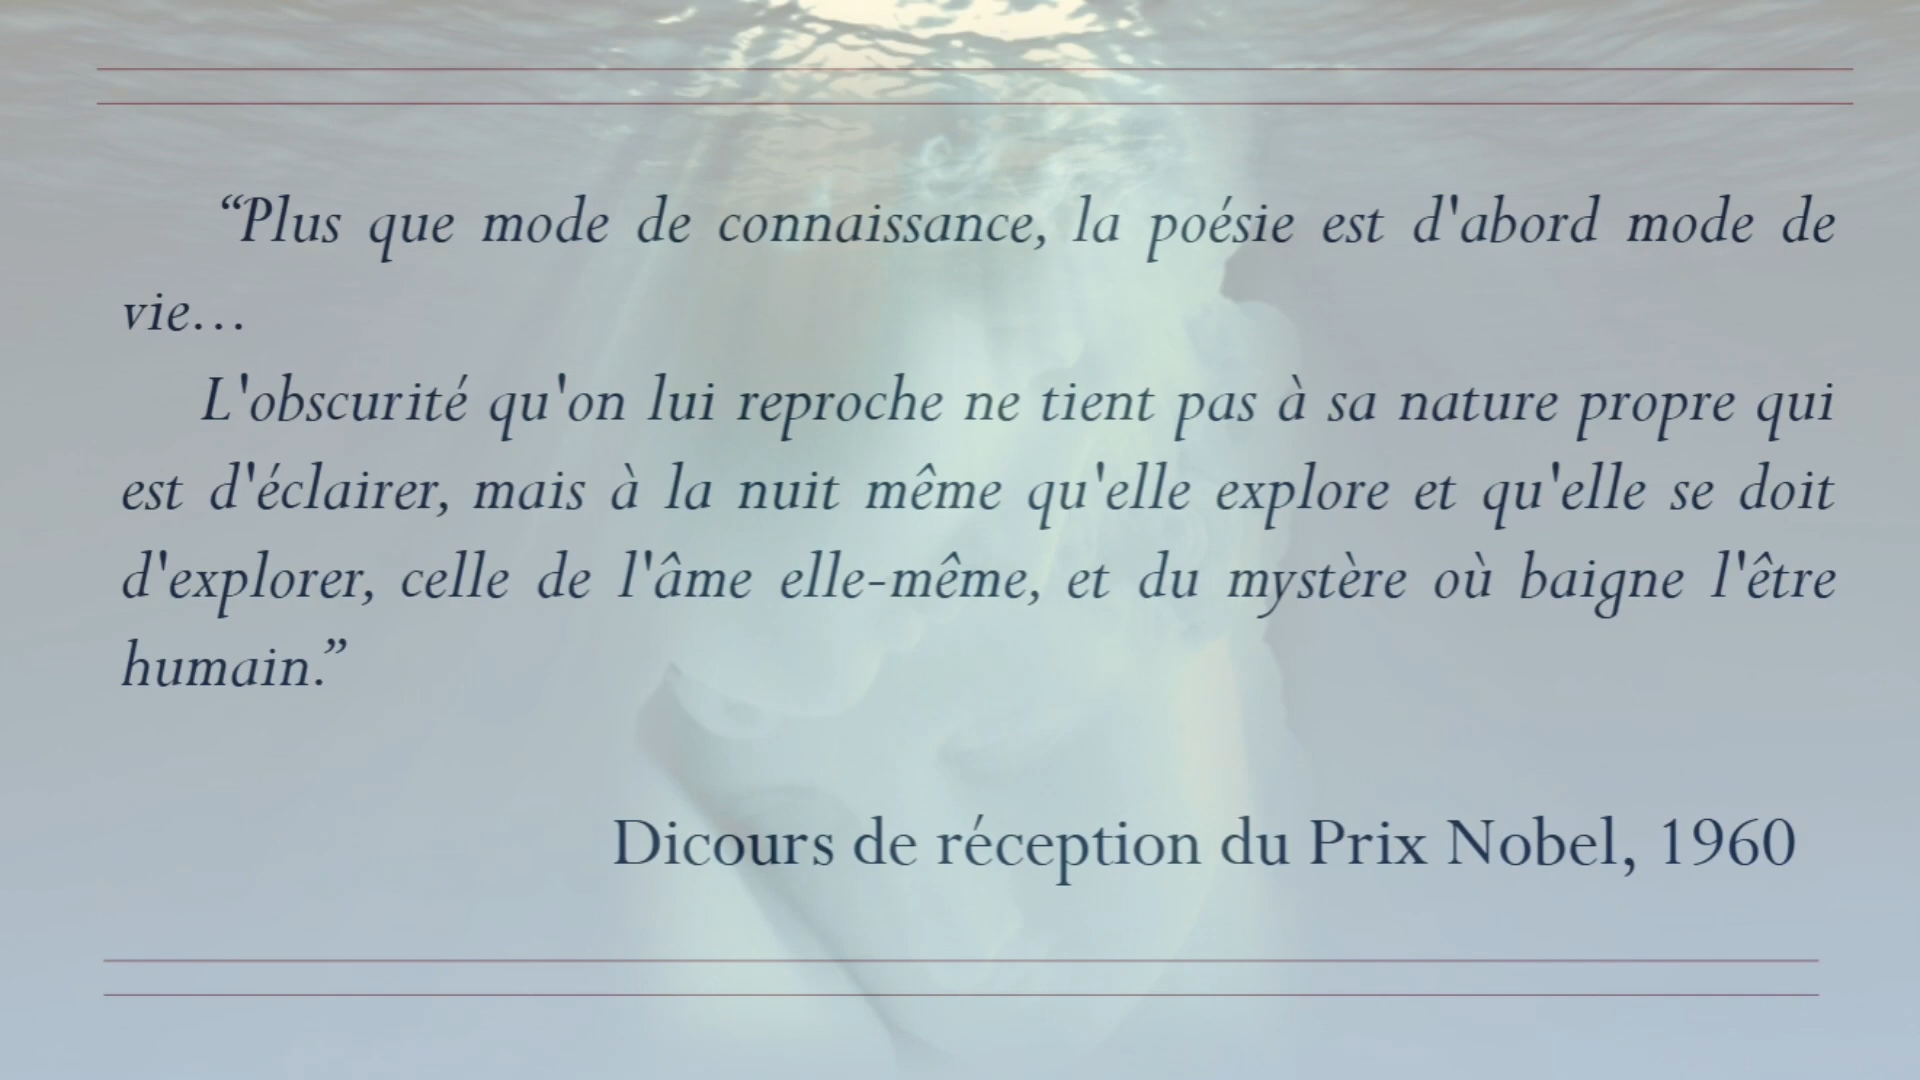 “Plus que mode de connaissance, la poésie est d'abord mode de
vie…
L'obscurité qu'on lui reproche ne tient pas à sa nature propre qui
est d'éclairer, mais à la nuit même qu'elle explore et qu'elle se doit
d'explorer, celle de l'âme elle-même, et du mystère où baigne l'être
humain.”
Dicours de réception du Prix Nobel, 1960